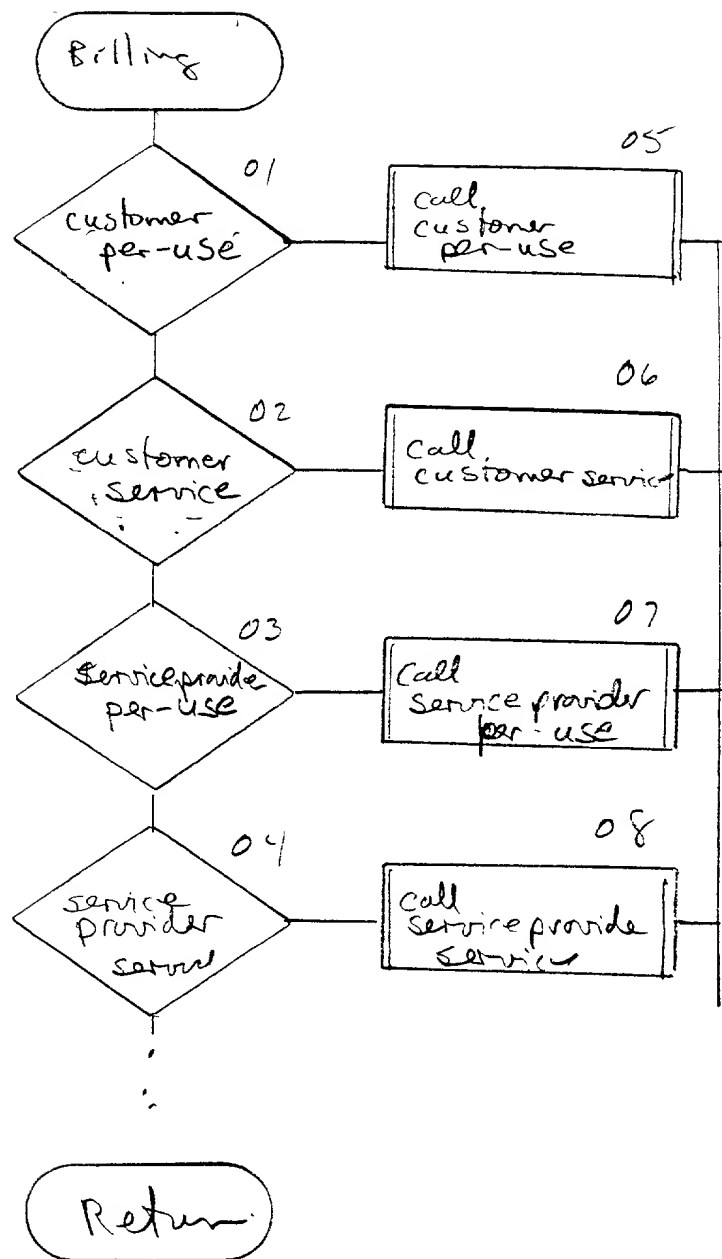 Billing
01
customer
per-use
05
call
customer
per-use
02
customer
service
06
call
customer service
03
service provider
per-use
07
call
service provider
per-use
04
service
provider
service
08
call
service provide
service
Return